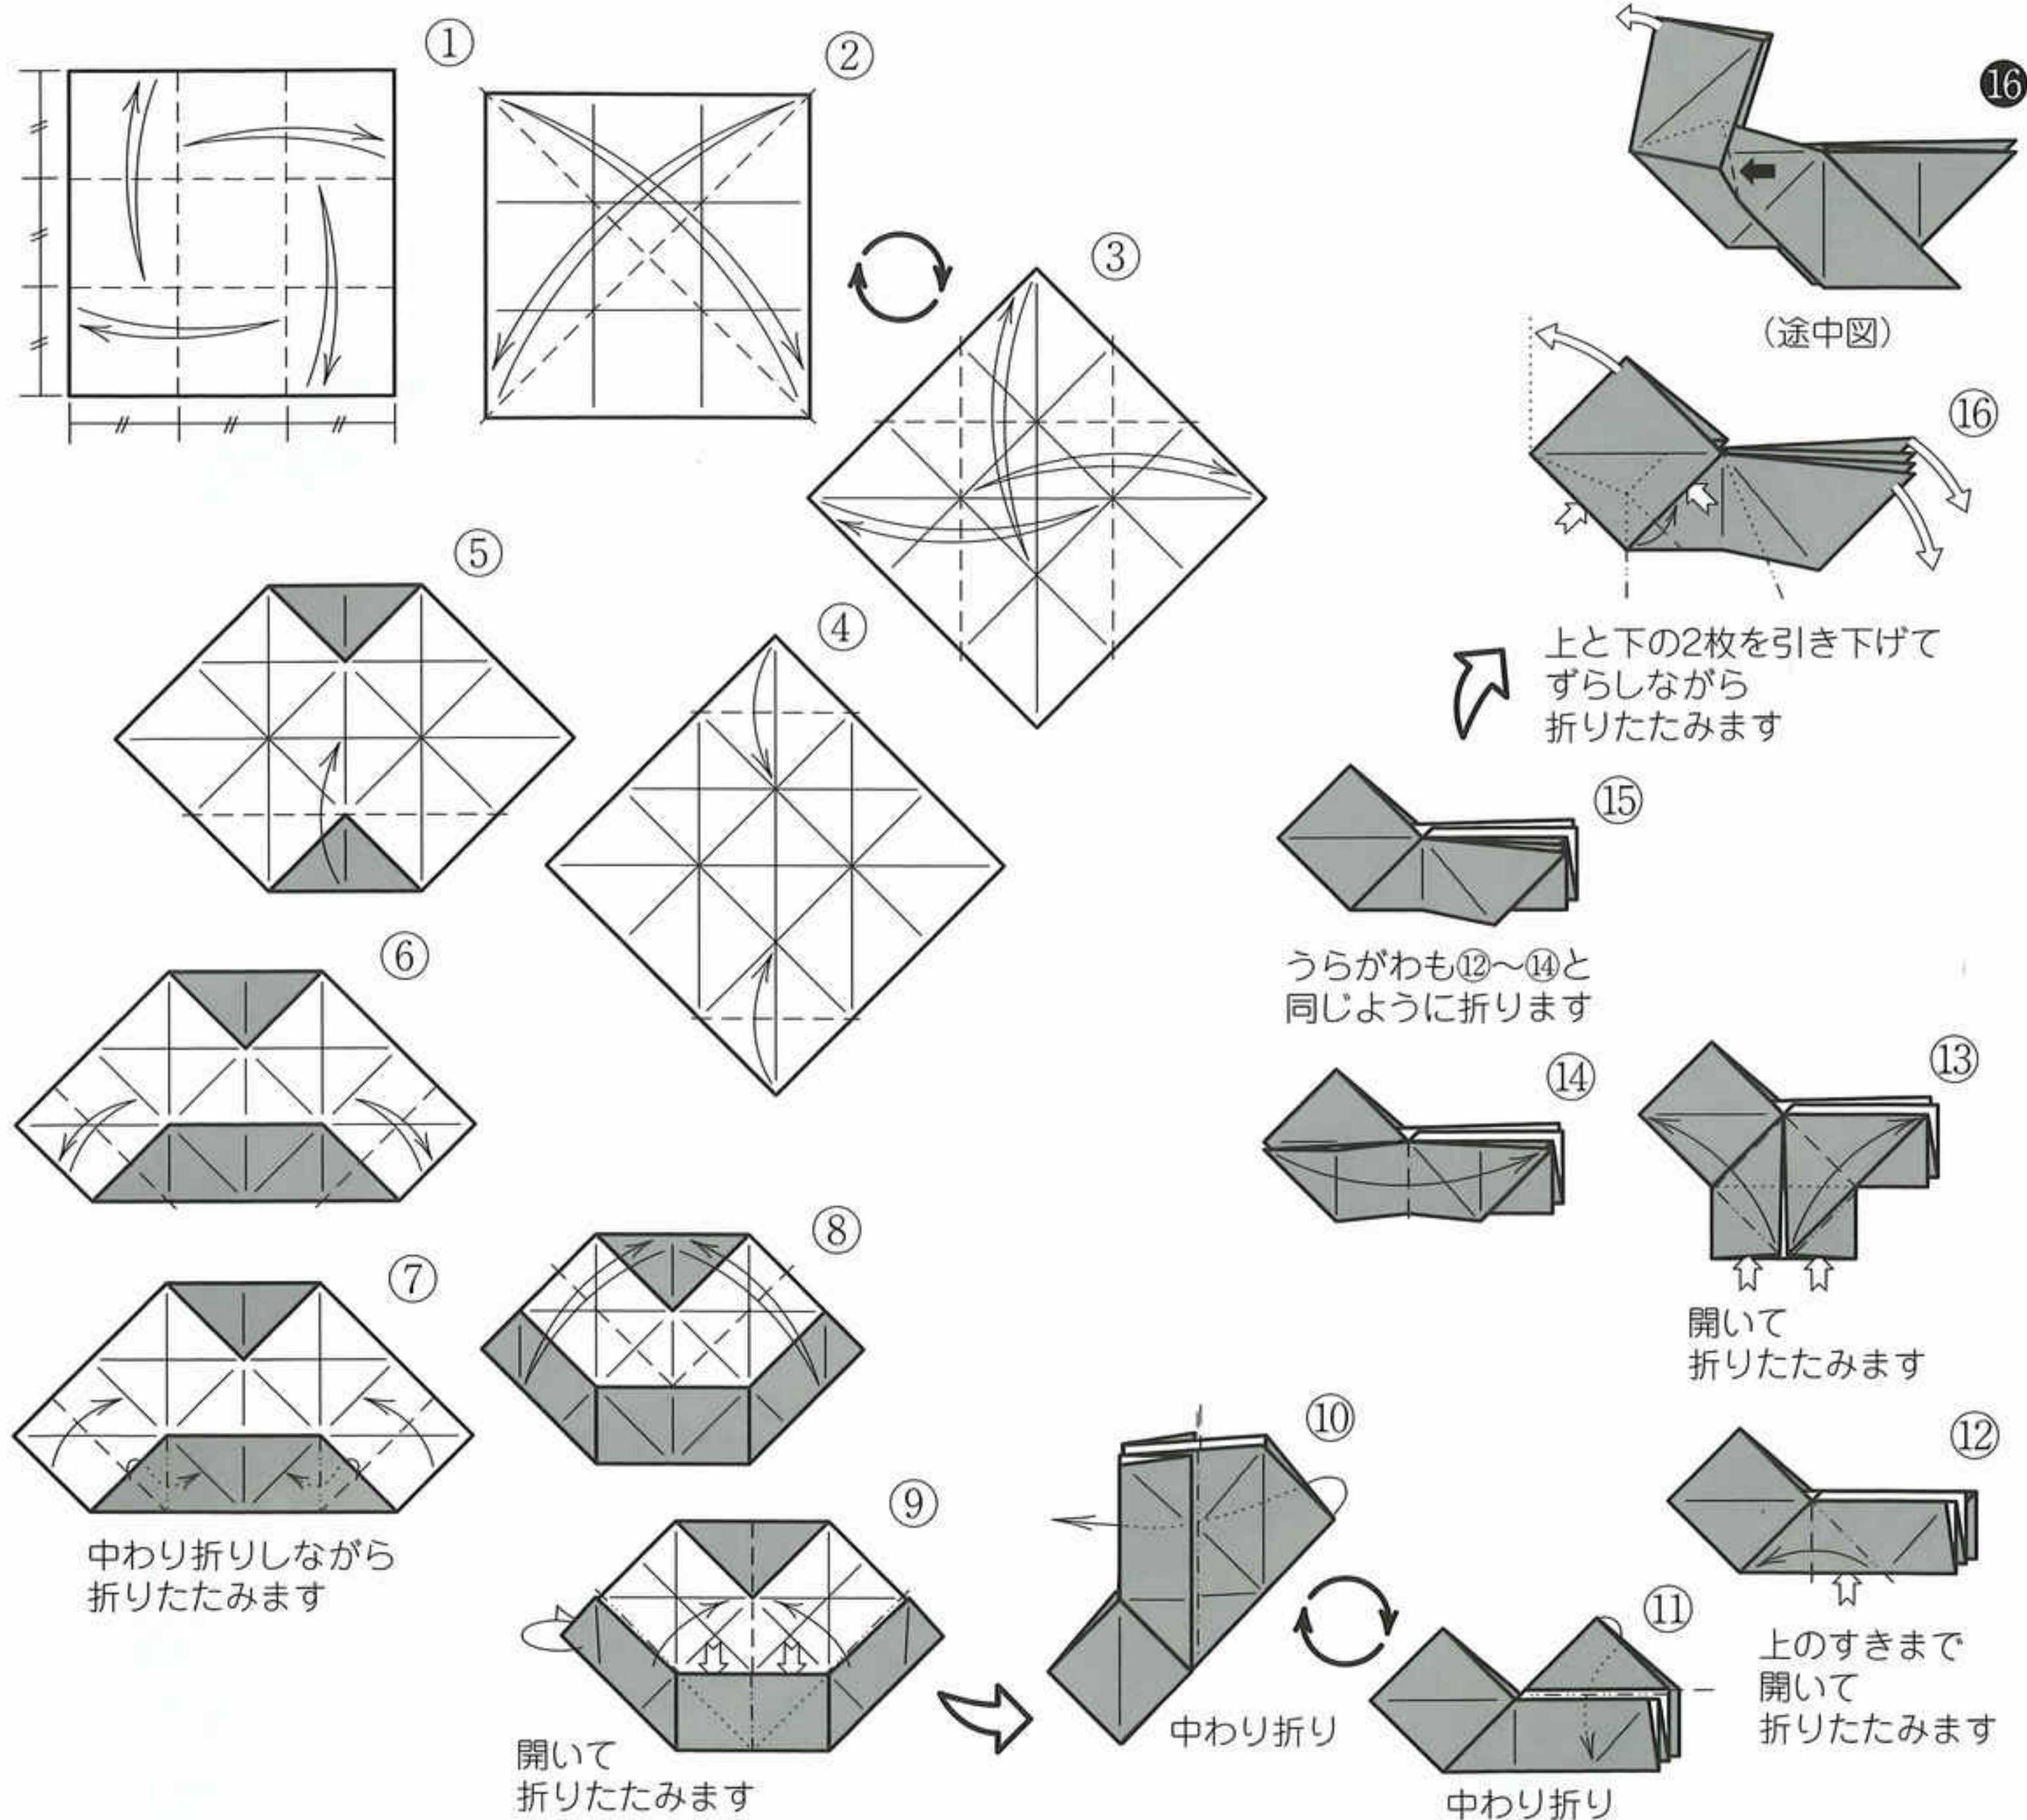 ①
②
③
④
⑤
⑥
⑦
中わり折りしながら
折りたたみます
⑧
⑨
開いて
折りたたみます
⑩
中わり折り
⑪
中わり折り
⑫
上のすきまで
開いて
折りたたみます
⑬
開いて
折りたたみます
⑭
⑮
うらがわも⑫〜⑭と
同じように折ります
⑯
上と下の2枚を引き下げて
ずらしながら
折りたたみます
⓰
(途中図)